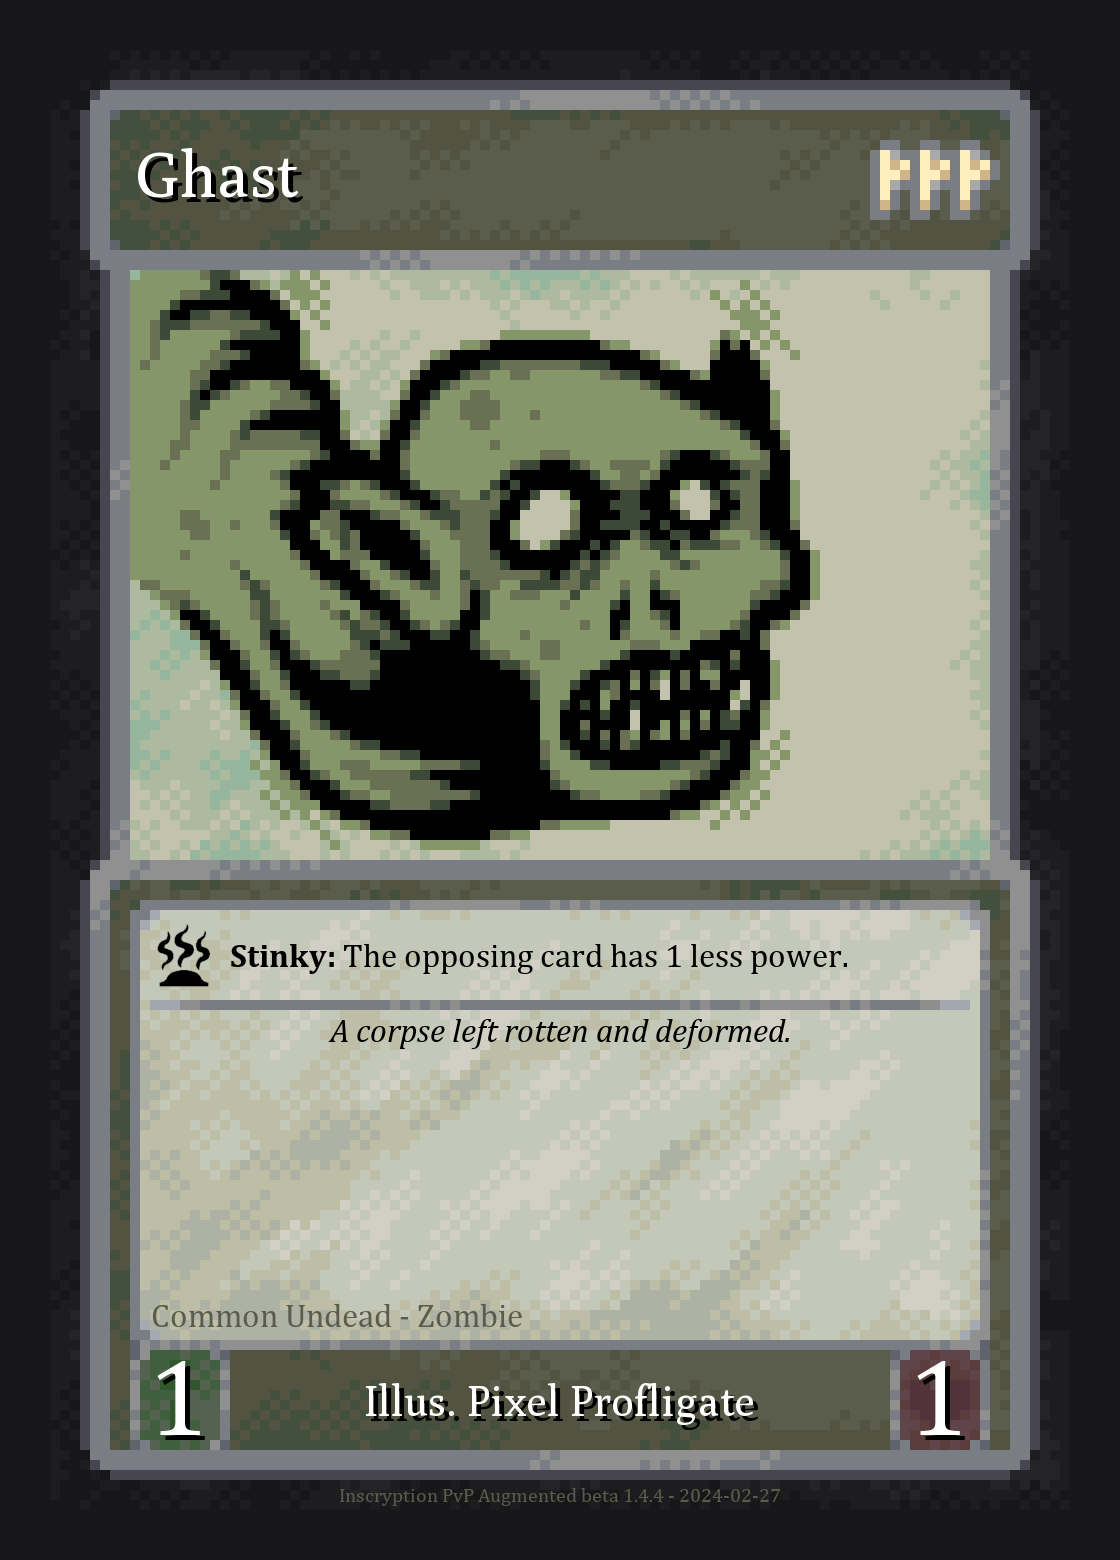 Ghast
Stinky: The opposing card has 1 less power.
A corpse left rotten and deformed.
Common Undead - Zombie
1 Illus. Pixel Profligate 1
Inscryption PvP Augmented beta 1.4.4 - 2024-02-27